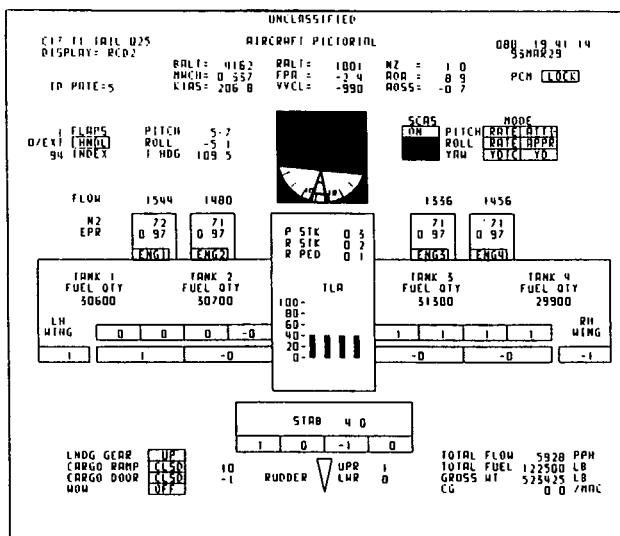 UNCLASSIFIED
C17 T1 TAIL 025 AIRCRAFT PICTORIAL 088 19 41 14
DISPLAY= RCD2 95MAR29
BALT= 4162 RALT= 1001 NZ = 1 0
MACH= 0 337 FPA = -2 4 AOA = 8 9 PCM LOCK
TD RATE=5 KIAS= 206 8 VVCL= -990 AOSS= -0 7
SCAS MODE
1 FLAPS PITCH 5.7 ON PITCH RATE ATTI
0/EXT HNDL ROLL -5 1 ROLL RATE APPR
94 INDEX T HDG 109 5 YAW YDTC YD
FLOW 1544 1480 1336 1456
N2 72 71 71 71
EPR 0 97 0 97 0 97 0 97
ENG1 ENG2 ENG3 ENG4
P STK 0 3
R STK 0 2
R PED 0 1
TANK 1 TANK 2 TLA TANK 3 TANK 4
FUEL QTY FUEL QTY FUEL QTY FUEL QTY
30600 30700 31300 29900
100-
80-
60-
40-
20-
0-
LH WING RH WING
0 0 0 -0 1 1 1 1
1 1 -0 -0 -0 -1
STAB 4 0
1 0 -1 0
LNDG GEAR UP
CARGO RAMP CLSD 10
CARGO DOOR CLSD -1
WOW OFF
RUDDER UPR 1
LWR 0
TOTAL FLOW 5928 PPH
TOTAL FUEL 122500 LB
GROSS WT 523425 LB
CG 0 0 /MAC